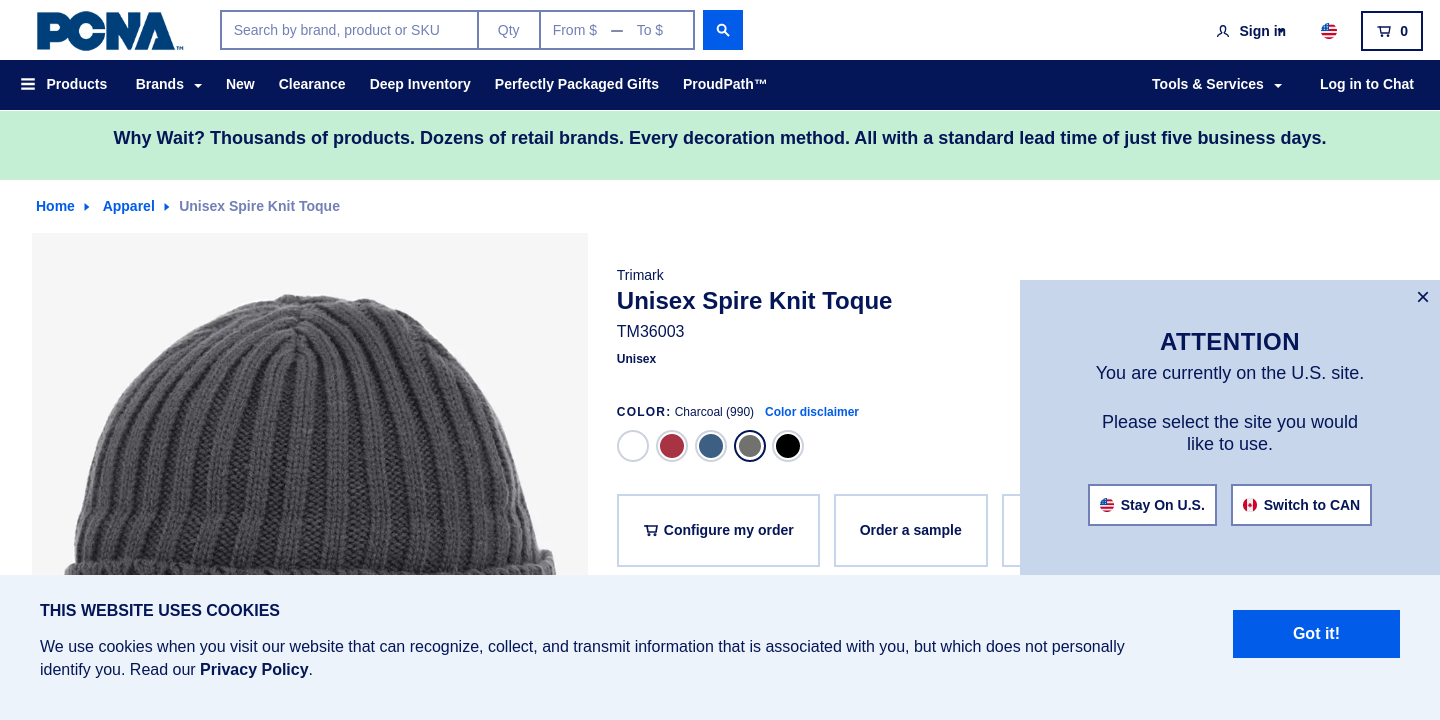 PCNA™
Search by brand, product or SKU
Qty
From $ — To $
Sign in
0
Products
Brands
New
Clearance
Deep Inventory
Perfectly Packaged Gifts
ProudPath™
Tools & Services
Log in to Chat
Why Wait? Thousands of products. Dozens of retail brands. Every decoration method. All with a standard lead time of just five business days.
Home
Apparel
Unisex Spire Knit Toque
Trimark
Unisex Spire Knit Toque
TM36003
Unisex
COLOR: Charcoal (990) Color disclaimer
Configure my order
Order a sample
×
ATTENTION
You are currently on the U.S. site.
Please select the site you would
like to use.
Stay On U.S.
Switch to CAN
THIS WEBSITE USES COOKIES
We use cookies when you visit our website that can recognize, collect, and transmit information that is associated with you, but which does not personally
identify you. Read our Privacy Policy.
Got it!